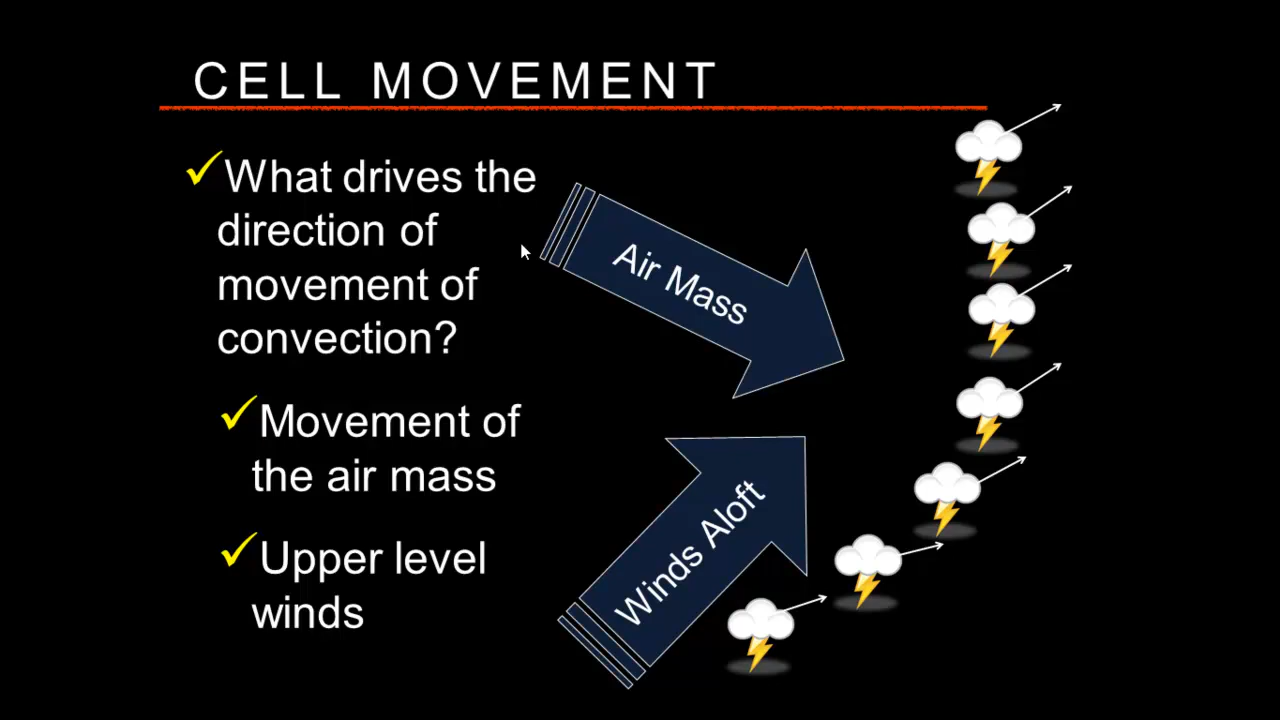 CELL MOVEMENT
What drives the
direction of
movement of
convection?
Movement of
the air mass
Upper level
winds
Air Mass
Winds Aloft